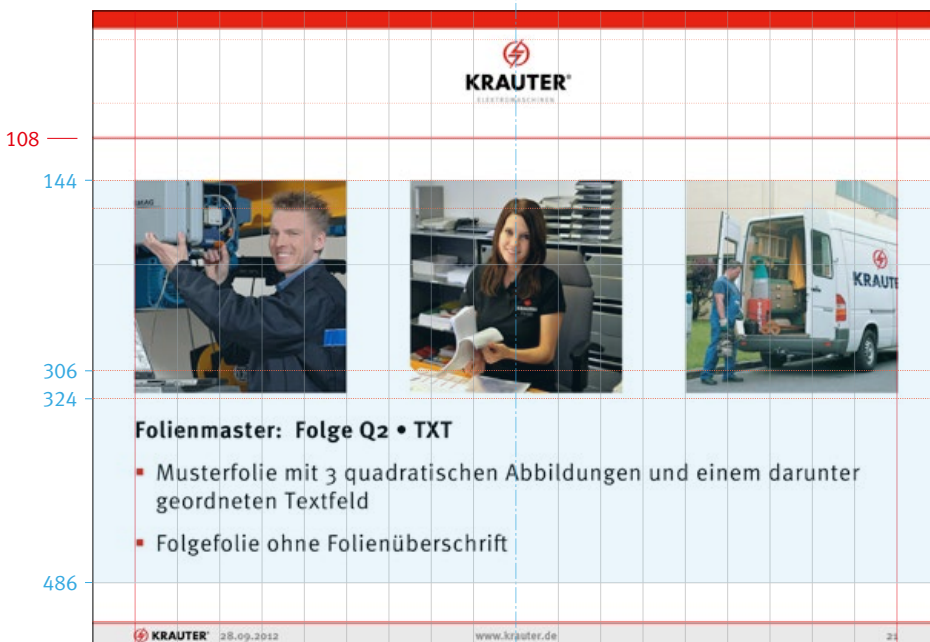 KRAUTER®
ELEKTROMASCHINEN
108
144
306
324
Folienmaster: Folge Q2 • TXT
▪ Musterfolie mit 3 quadratischen Abbildungen und einem darunter
geordneten Textfeld
▪ Folgefolie ohne Folienüberschrift
486
KRAUTER® 28.09.2012 www.krauter.de 21